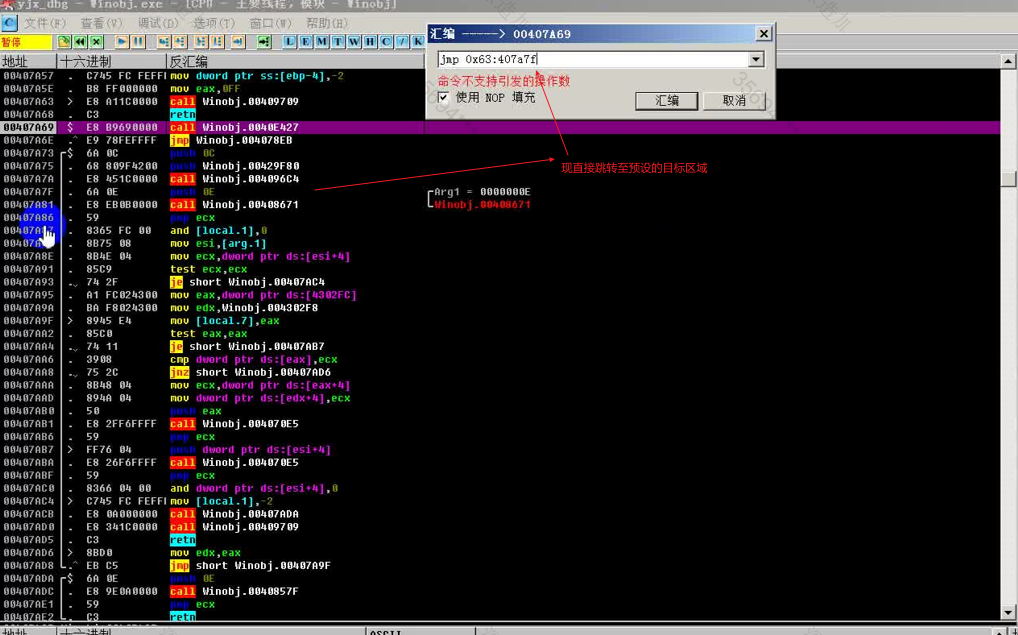 yjx_dbg - Winobj.exe - [CPU - 主要线程, 模块 - Winobj]
文件(F) 查看(V) 调试(D) 选项(T) 窗口(W) 帮助(H)
暂停 L E M T W H C / K
地址 十六进制 反汇编
00407A57 . C745 FC FEFFI mov dword ptr ss:[ebp-4],-2
00407A5E . B8 FF000000 mov eax,0FF
00407A63 > E8 A11C0000 call Winobj.00409709
00407A68 . C3 retn
00407A69 $ E8 B9690000 call Winobj.0040E427
00407A6E .^ E9 78FEFFFF jmp Winobj.004078EB
00407A73 $ 6A 0C push 0C
00407A75 . 68 809F4200 push Winobj.00429F80
00407A7A . E8 451C0000 call Winobj.004096C4
00407A7F . 6A 0E push 0E
00407A81 . E8 EB0B0000 call Winobj.00408671
00407A86 . 59 pop ecx
. 8365 FC 00 and [local.1],0
. 8B75 08 mov esi,[arg.1]
00407A8E . 8B4E 04 mov ecx,dword ptr ds:[esi+4]
00407A91 . 85C9 test ecx,ecx
00407A93 .v 74 2F je short Winobj.00407AC4
00407A95 . A1 FC024300 mov eax,dword ptr ds:[4302FC]
00407A9A . BA F8024300 mov edx,Winobj.004302F8
00407A9F > 8945 E4 mov [local.7],eax
00407AA2 . 85C0 test eax,eax
00407AA4 .v 74 11 je short Winobj.00407AB7
00407AA6 . 3908 cmp dword ptr ds:[eax],ecx
00407AA8 .v 75 2C jnz short Winobj.00407AD6
00407AAA . 8B48 04 mov ecx,dword ptr ds:[eax+4]
00407AAD . 894A 04 mov dword ptr ds:[edx+4],ecx
00407AB0 . 50 push eax
00407AB1 . E8 2FF6FFFF call Winobj.004070E5
00407AB6 . 59 pop ecx
00407AB7 > FF76 04 push dword ptr ds:[esi+4]
00407ABA . E8 26F6FFFF call Winobj.004070E5
00407ABF . 59 pop ecx
00407AC0 . 8366 04 00 and dword ptr ds:[esi+4],0
00407AC4 > C745 FC FEFFI mov [local.1],-2
00407ACB . E8 0A000000 call Winobj.00407ADA
00407AD0 . E8 341C0000 call Winobj.00409709
00407AD5 . C3 retn
00407AD6 > 8BD0 mov edx,eax
00407AD8 .^ EB C5 jmp short Winobj.00407A9F
00407ADA $ 6A 0E push 0E
00407ADC . E8 9E0A0000 call Winobj.0040857F
00407AE1 . 59 pop ecx
00407AE2 . C3 retn
Arg1 = 0000000E
Winobj.00408671
汇编 -----> 00407A69
jmp 0x63:407a7f
命令不支持引发的操作数
使用 NOP 填充
汇编 取消
现直接跳转至预设的目标区域
地址 十六进制 ASCII